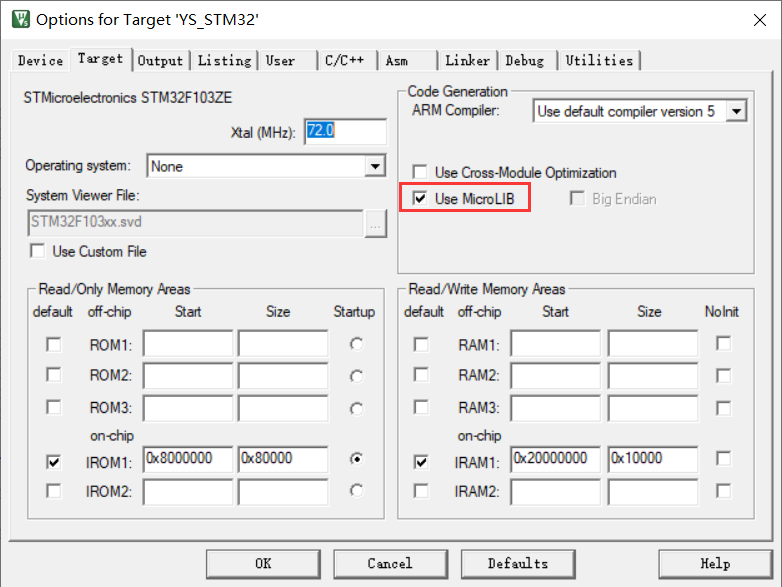 Options for Target 'YS_STM32'
Device Target Output Listing User C/C++ Asm Linker Debug Utilities
STMicroelectronics STM32F103ZE
Xtal (MHz): 72.0
Operating system: None
System Viewer File:
STM32F103xx.svd ...
Use Custom File
Code Generation
ARM Compiler: Use default compiler version 5
Use Cross-Module Optimization
Use MicroLIB Big Endian
Read/Only Memory Areas
default off-chip Start Size Startup
ROM1:
ROM2:
ROM3:
on-chip
IROM1: 0x8000000 0x80000
IROM2:
Read/Write Memory Areas
default off-chip Start Size NoInit
RAM1:
RAM2:
RAM3:
on-chip
IRAM1: 0x20000000 0x10000
IRAM2:
OK Cancel Defaults Help